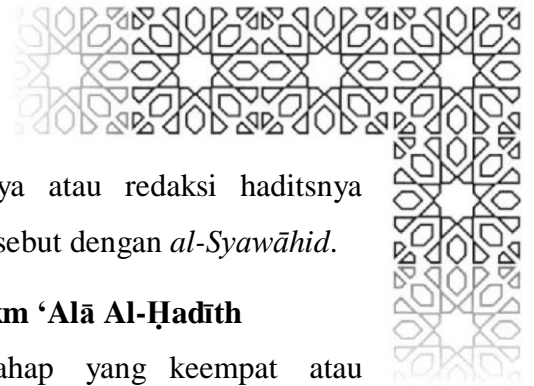 ya atau redaksi haditsnya
sebut dengan al-Syawāhid.
km ‘Alā Al-Ḥadīth
ahap yang keempat atau